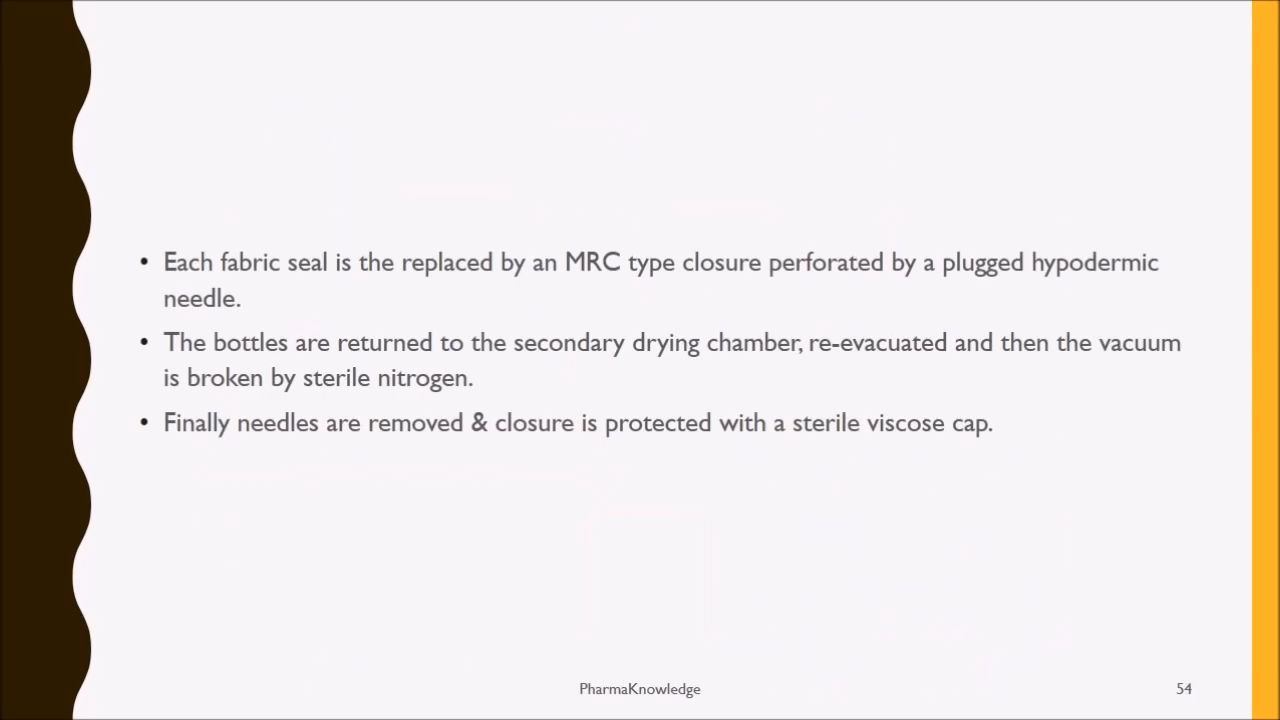 • Each fabric seal is the replaced by an MRC type closure perforated by a plugged hypodermic
needle.
• The bottles are returned to the secondary drying chamber, re-evacuated and then the vacuum
is broken by sterile nitrogen.
• Finally needles are removed & closure is protected with a sterile viscose cap.
PharmaKnowledge
54